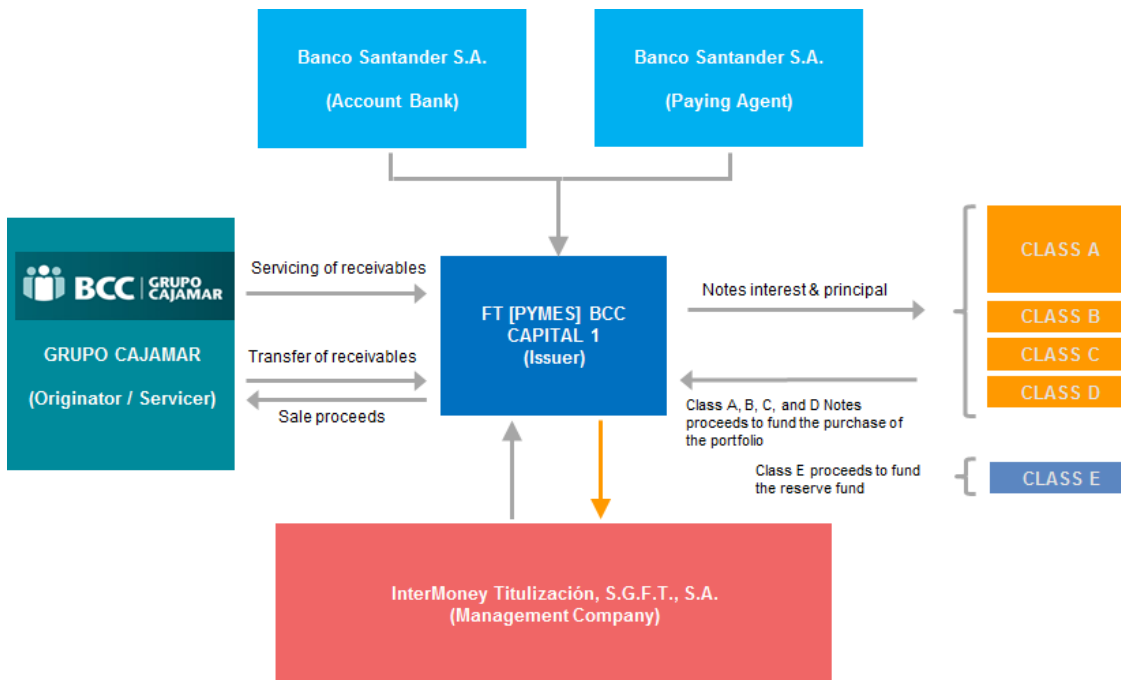 Banco Santander S.A.
(Account Bank)
Banco Santander S.A.
(Paying Agent)
BCC GRUPO
CAJAMAR
GRUPO CAJAMAR
(Originator / Servicer)
Servicing of receivables
Transfer of receivables
Sale proceeds
FT [PYMES] BCC
CAPITAL 1
(Issuer)
Notes interest & principal
Class A, B, C, and D Notes
proceeds to fund the purchase of
the portfolio
Class E proceeds to fund
the reserve fund
CLASS A
CLASS B
CLASS C
CLASS D
CLASS E
InterMoney Titulización, S.G.F.T., S.A.
(Management Company)